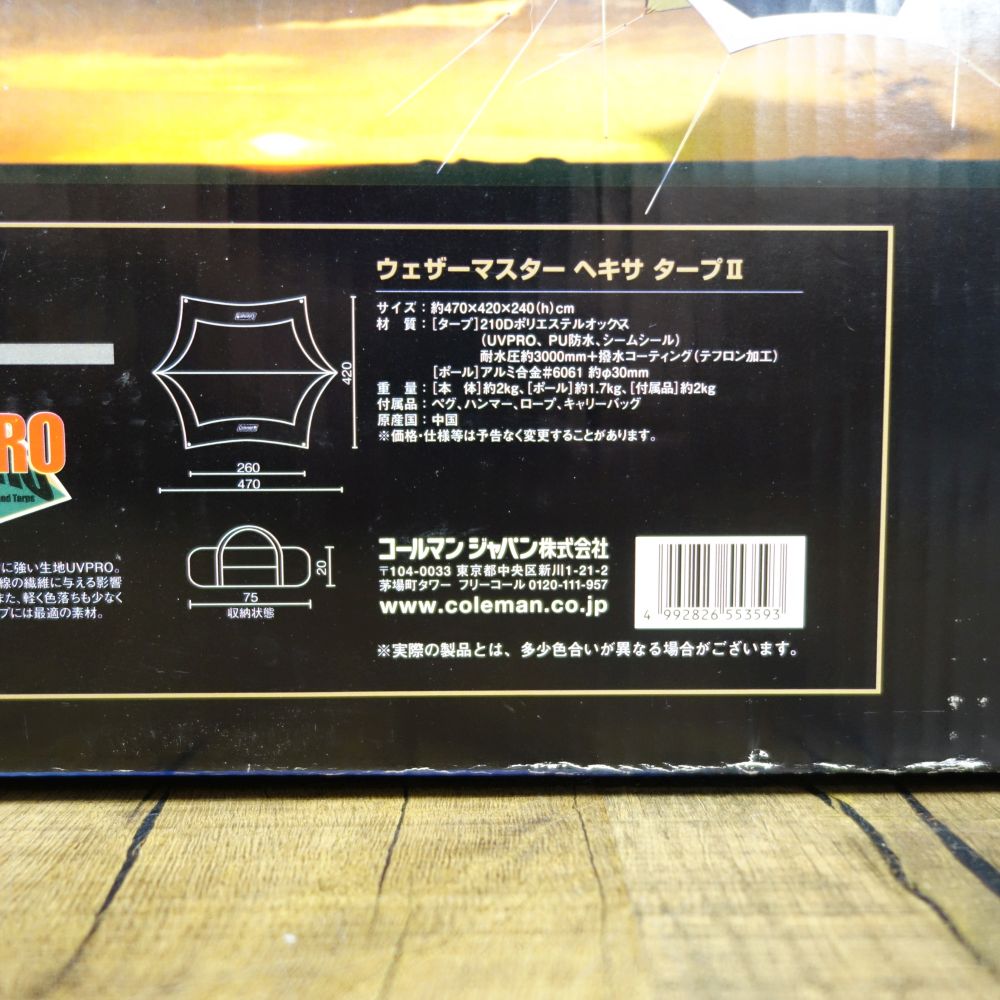 ウェザーマスター ヘキサ タープⅡ
サイズ：約470×420×240(h)cm
材　質：[タープ]210Dポリエステルオックス
(UVPRO、PU防水、シームシール)
耐水圧約3000mm+撥水コーティング(テフロン加工)
[ポール]アルミ合金#6061 約φ30mm
重　量：[本　体]約2kg、[ポール]約1.7kg、[付属品]約2kg
付属品：ペグ、ハンマー、ロープ、キャリーバッグ
原産国：中国
※価格・仕様等は予告なく変更することがあります。
Coleman
420
Coleman
260
470
20
75
収納状態
RO
and Tarps
に強い生地UVPRO。
線の繊維に与える影響
また、軽く色落ちも少なく
プには最適の素材。
コールマン ジャパン株式会社
〒104-0033 東京都中央区新川1-21-2
茅場町タワー フリーコール 0120-111-957
www.coleman.co.jp
4 992826 553593
※実際の製品とは、多少色合いが異なる場合がございます。